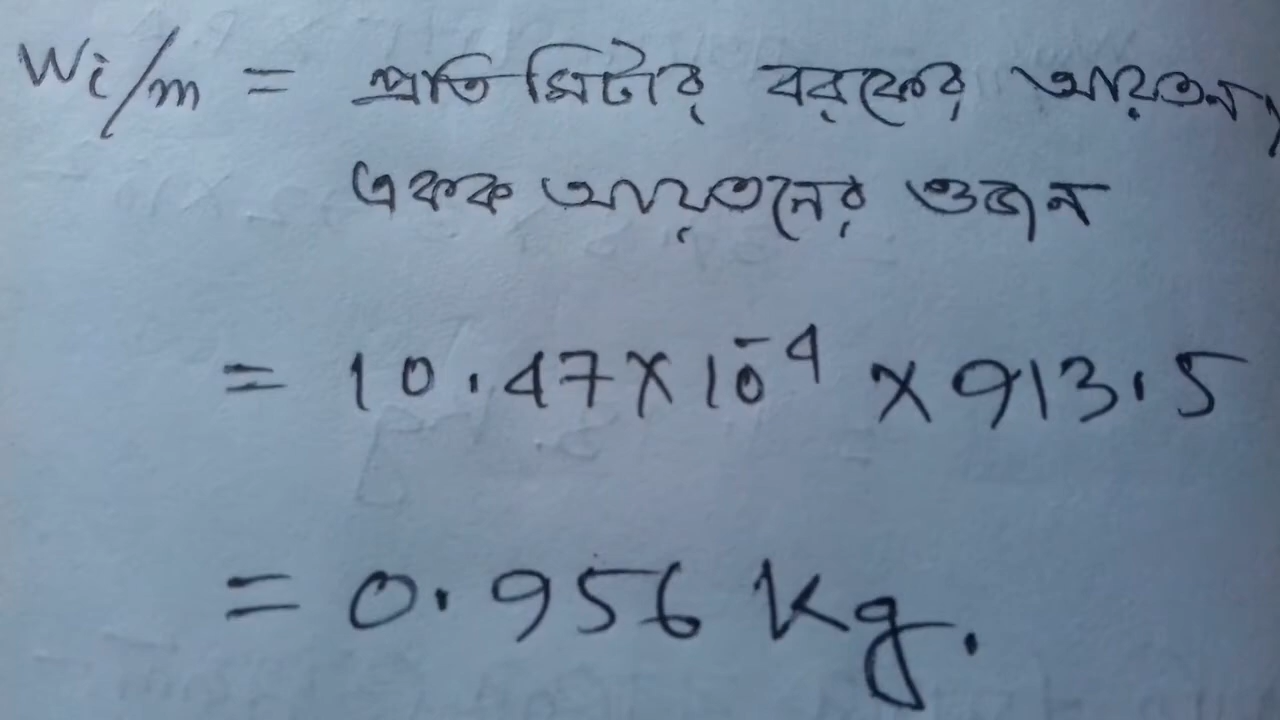 Wi/m = প্রতি মিটার বরফের আয়তন,
একক আয়তনের ওজন
= 10.47 × 10⁻⁴ × 913.5
= 0.956 Kg.